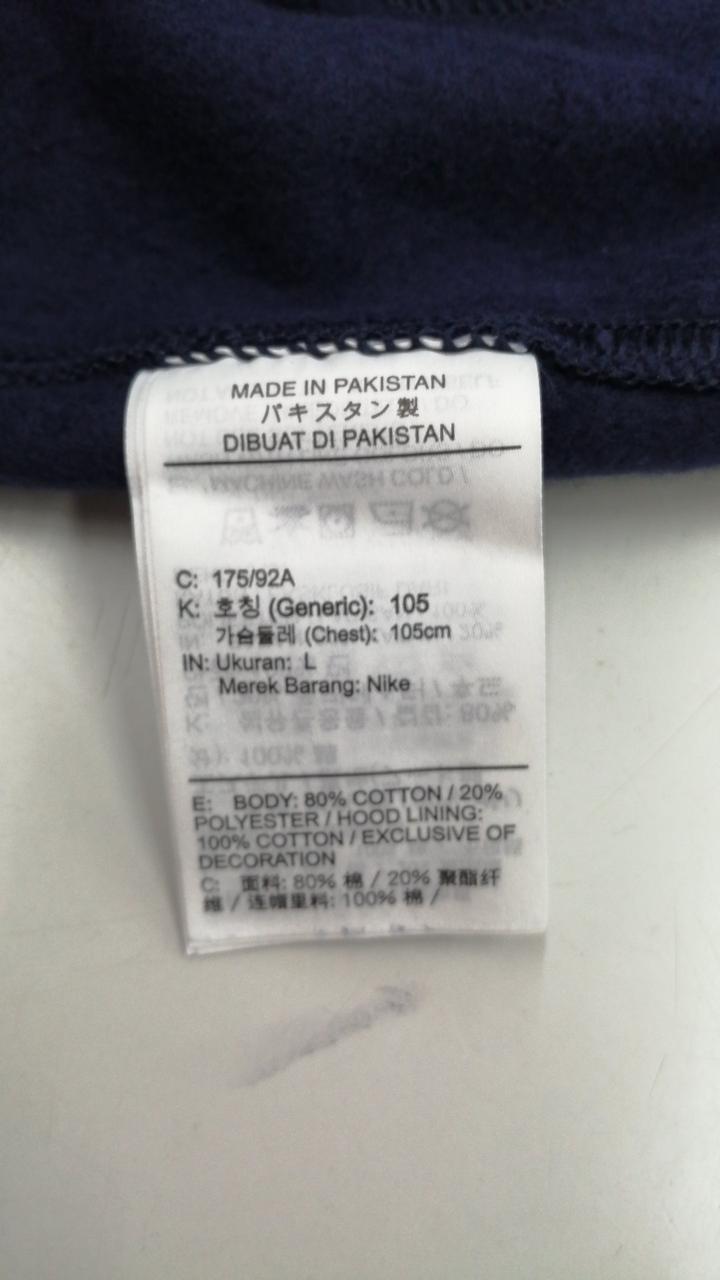 MADE IN PAKISTAN
パキスタン製
DIBUAT DI PAKISTAN
C: 175/92A
K: 호칭 (Generic): 105
가슴둘레 (Chest): 105cm
IN: Ukuran: L
Merek Barang: Nike
E: BODY: 80% COTTON / 20%
POLYESTER / HOOD LINING:
100% COTTON / EXCLUSIVE OF
DECORATION
C: 面料: 80% 棉 / 20% 聚酯纤
维 / 连帽里料: 100% 棉 /